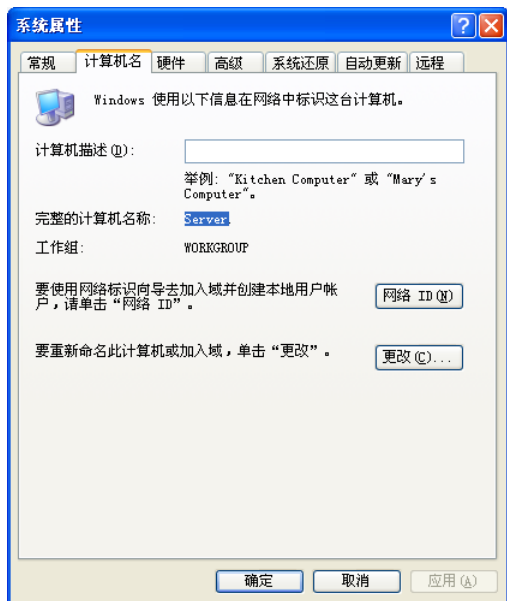 系统属性
常规 计算机名 硬件 高级 系统还原 自动更新 远程
Windows 使用以下信息在网络中标识这台计算机。
计算机描述(D):
举例: "Kitchen Computer" 或 "Mary's
Computer"。
完整的计算机名称: Server.
工作组: WORKGROUP
要使用网络标识向导去加入域并创建本地用户帐
户，请单击“网络 ID”。
网络 ID(N)
要重新命名此计算机或加入域，单击“更改”。
更改(C)...
确定 取消 应用(A)